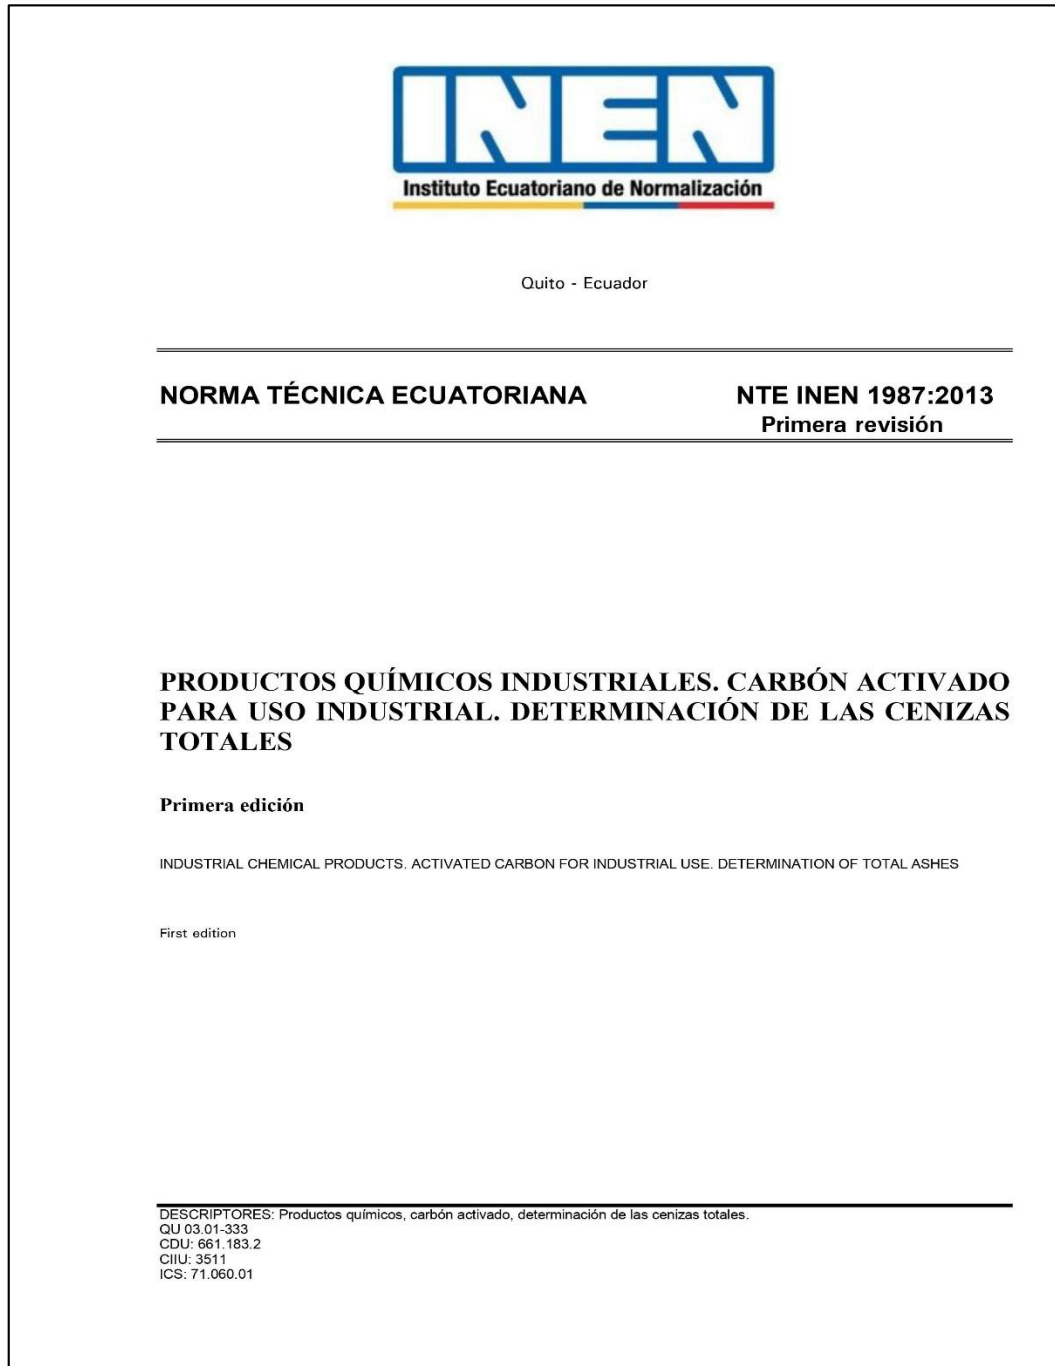 INEN
Instituto Ecuatoriano de Normalización
Quito - Ecuador
NORMA TÉCNICA ECUATORIANA NTE INEN 1987:2013
Primera revisión
PRODUCTOS QUÍMICOS INDUSTRIALES. CARBÓN ACTIVADO
PARA USO INDUSTRIAL. DETERMINACIÓN DE LAS CENIZAS
TOTALES
Primera edición
INDUSTRIAL CHEMICAL PRODUCTS. ACTIVATED CARBON FOR INDUSTRIAL USE. DETERMINATION OF TOTAL ASHES
First edition
DESCRIPTORES: Productos químicos, carbón activado, determinación de las cenizas totales.
QU 03.01-333
CDU: 661.183.2
CIIU: 3511
ICS: 71.060.01